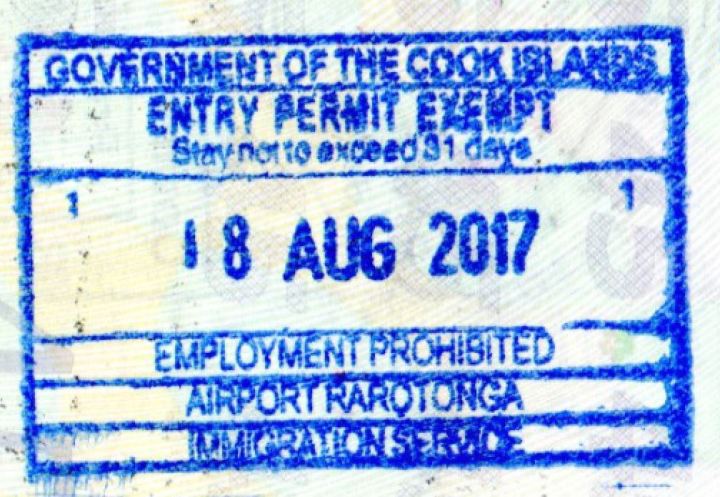 GOVERNMENT OF THE COOK ISLANDS
ENTRY PERMIT EXEMPT
Stay not to exceed 31 days
1 1
18 AUG 2017
EMPLOYMENT PROHIBITED
AIRPORT RAROTONGA
IMMIGRATION SERVICE